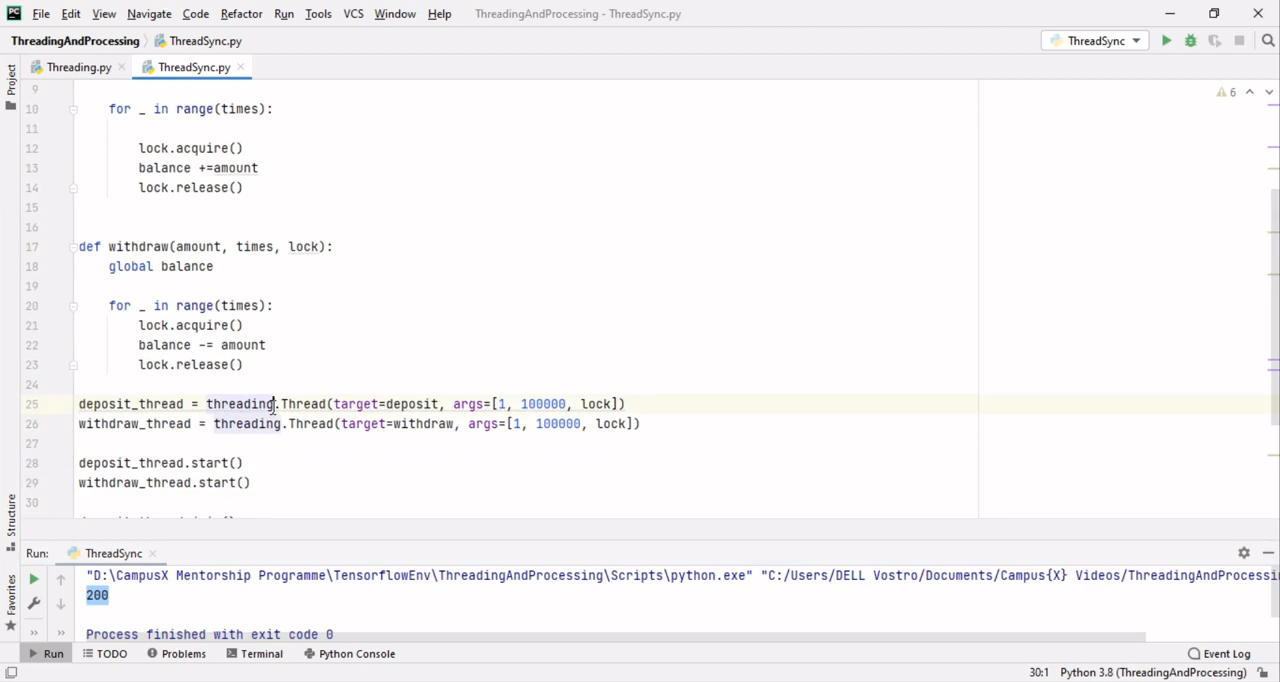 PC File Edit View Navigate Code Refactor Run Tools VCS Window Help ThreadingAndProcessing - ThreadSync.py
ThreadingAndProcessing ThreadSync.py ThreadSync
Project
Threading.py ThreadSync.py
9
6
10 for _ in range(times):
11
12 lock.acquire()
13 balance +=amount
14 lock.release()
15
16
17 def withdraw(amount, times, lock):
18 global balance
19
20 for _ in range(times):
21 lock.acquire()
22 balance -= amount
23 lock.release()
24
25 deposit_thread = threading.Thread(target=deposit, args=[1, 100000, lock])
26 withdraw_thread = threading.Thread(target=withdraw, args=[1, 100000, lock])
27
28 deposit_thread.start()
29 withdraw_thread.start()
30
Structure
Favorites
Run: ThreadSync
"D:\CampusX Mentorship Programme\TensorflowEnv\ThreadingAndProcessing\Scripts\python.exe" "C:/Users/DELL Vostro/Documents/Campus{X} Videos/ThreadingAndProcessing
200
Process finished with exit code 0
Run TODO Problems Terminal Python Console Event Log
30:1 Python 3.8 (ThreadingAndProcessing)